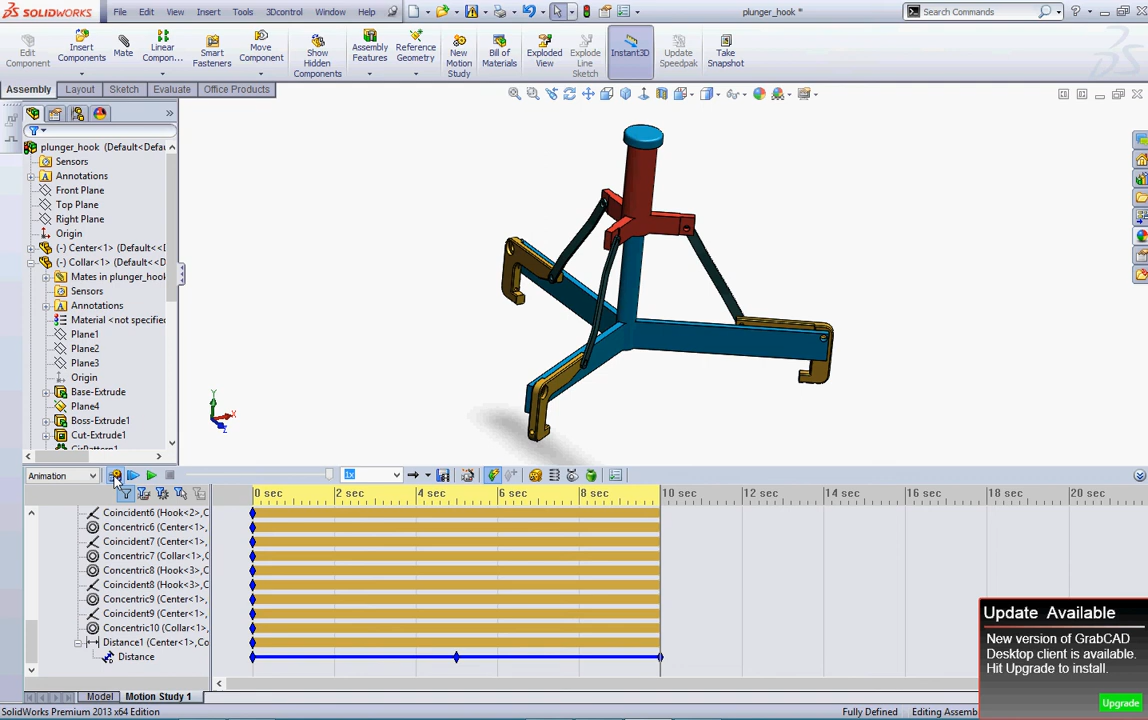 SOLIDWORKS File Edit View Insert Tools 3Dcontrol Window Help plunger_hook * Search Commands
Edit Component
Insert Components
Mate
Linear Compon...
Smart Fasteners
Move Component
Show Hidden Components
Assembly Features
Reference Geometry
New Motion Study
Bill of Materials
Exploded View
Explode Line Sketch
Instant3D
Update Speedpak
Take Snapshot
Assembly Layout Sketch Evaluate Office Products
plunger_hook (Default<Defau
Sensors
Annotations
Front Plane
Top Plane
Right Plane
Origin
(-) Center<1> (Default<<D
(-) Collar<1> (Default<<D
Mates in plunger_hook
Sensors
Annotations
Material <not specified
Plane1
Plane2
Plane3
Origin
Base-Extrude
Plane4
Boss-Extrude1
Cut-Extrude1
CirPattern1
Y
X
Z
Animation 1x
0 sec 2 sec 4 sec 6 sec 8 sec 10 sec 12 sec 14 sec 16 sec 18 sec 20 sec
Coincident6 (Hook<2>,C
Concentric6 (Center<1>,
Coincident7 (Center<1>,
Concentric7 (Collar<1>,C
Concentric8 (Hook<3>,C
Coincident8 (Hook<3>,C
Concentric9 (Center<1>,
Coincident9 (Center<1>,
Concentric10 (Collar<1>,
Distance1 (Center<1>,Co
Distance
Update Available
New version of GrabCAD
Desktop client is available.
Hit Upgrade to install.
Upgrade
Model Motion Study 1
SolidWorks Premium 2013 x64 Edition Fully Defined Editing Assemb